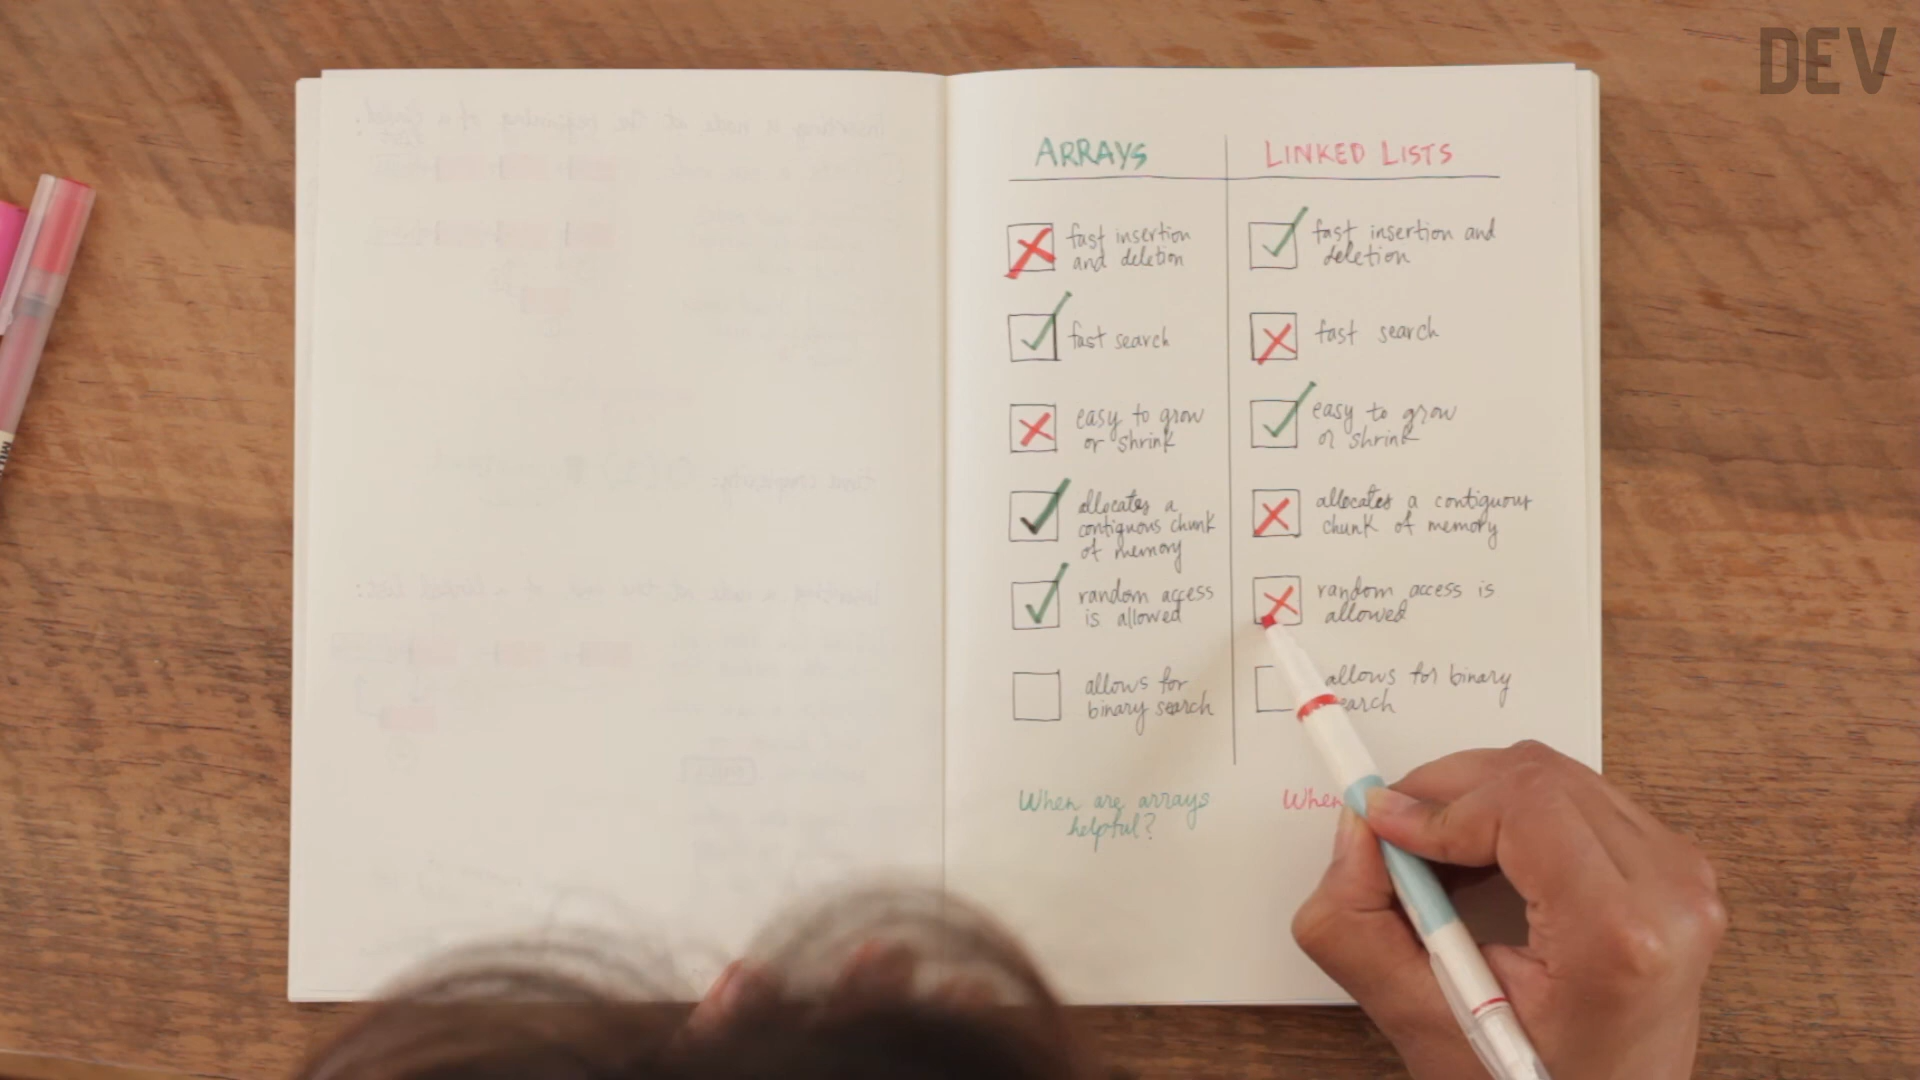 DEV
ARRAYS
fast insertion
and deletion
fast search
easy to grow
or shrink
allocates a
contiguous chunk
of memory
random access
is allowed
allows for
binary search
When are arrays
helpful?
LINKED LISTS
fast insertion and
deletion
fast search
easy to grow
or shrink
allocates a contiguous
chunk of memory
random access is
allowed
allows for binary
earch
When